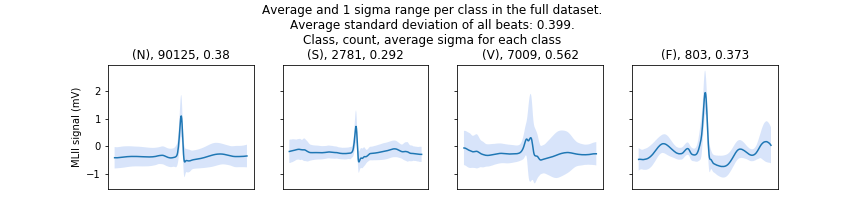 Average and 1 sigma range per class in the full dataset.
Average standard deviation of all beats: 0.399.
Class, count, average sigma for each class
(N), 90125, 0.38
(S), 2781, 0.292
(V), 7009, 0.562
(F), 803, 0.373
MLII signal (mV)
2
1
0
−1